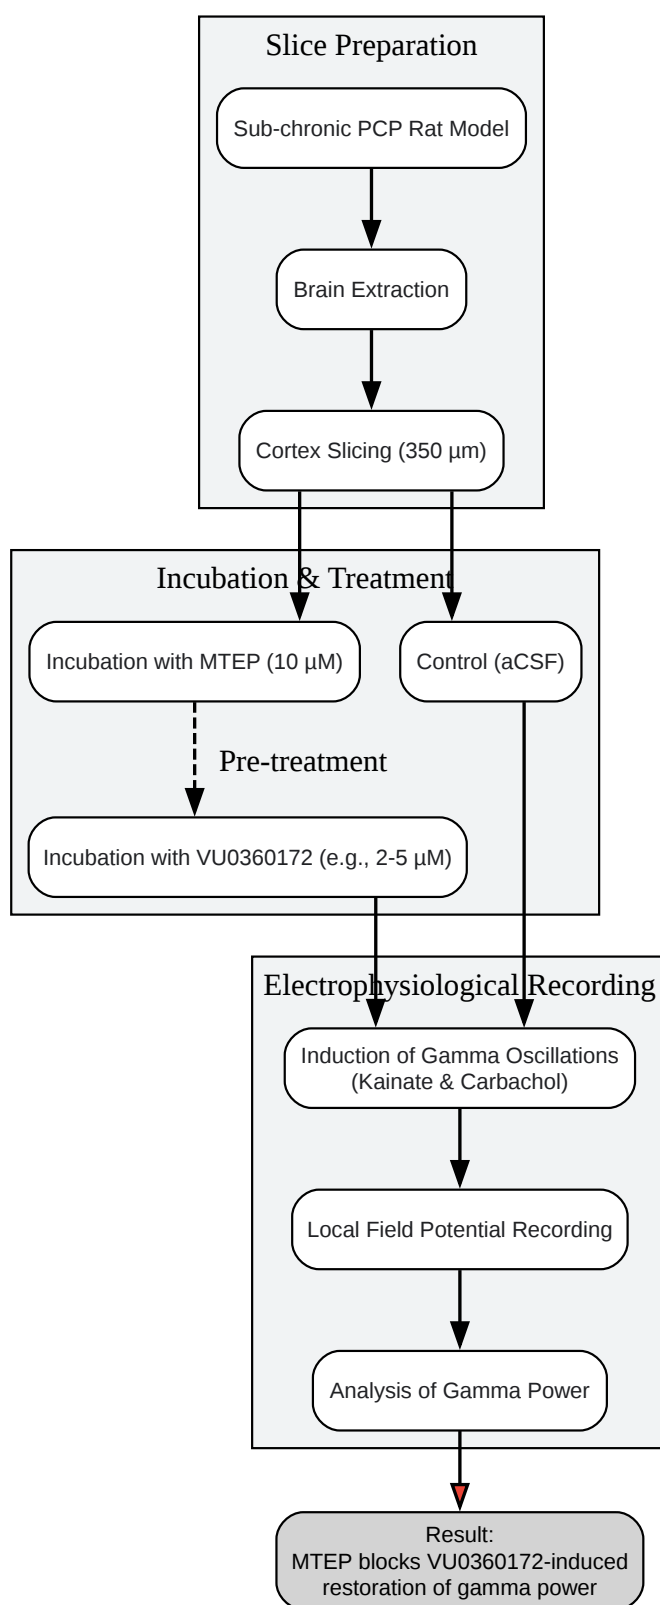 Slice Preparation
Sub-chronic PCP Rat Model
Brain Extraction
Cortex Slicing (350 µm)
Incubation & Treatment
Incubation with MTEP (10 µM)
Control (aCSF)
Pre-treatment
Incubation with VU0360172 (e.g., 2-5 µM)
Electrophysiological Recording
Induction of Gamma Oscillations
(Kainate & Carbachol)
Local Field Potential Recording
Analysis of Gamma Power
Result:
MTEP blocks VU0360172-induced
restoration of gamma power